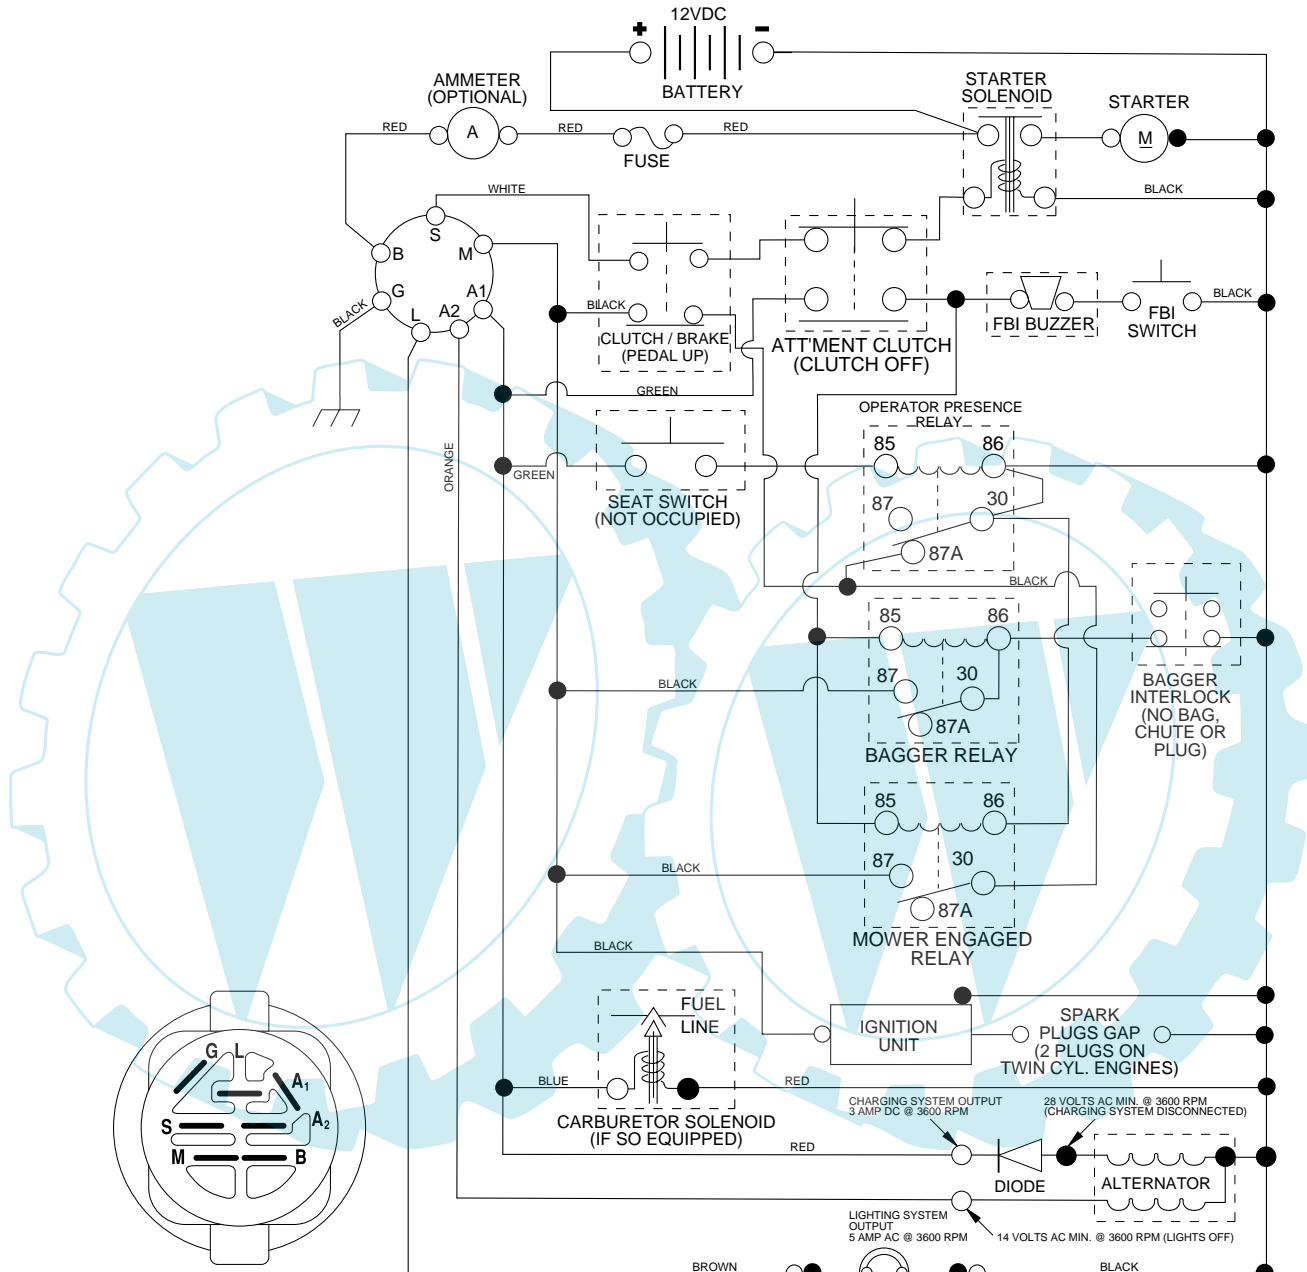 12VDC
+
-
BATTERY
AMMETER
(OPTIONAL)
STARTER
SOLENOID
STARTER
RED
A
RED
FUSE
RED
M
BLACK
WHITE
S
B
M
G
A1
A2
L
BLACK
BLACK
CLUTCH / BRAKE
(PEDAL UP)
ATT'MENT CLUTCH
(CLUTCH OFF)
FBI BUZZER
FBI
SWITCH
BLACK
GREEN
OPERATOR PRESENCE
RELAY
85
86
ORANGE
GREEN
SEAT SWITCH
(NOT OCCUPIED)
87
30
87A
BLACK
85
86
BAGGER
INTERLOCK
(NO BAG,
CHUTE OR
PLUG)
BLACK
87
30
87A
BAGGER RELAY
85
86
BLACK
87
30
87A
MOWER ENGAGED
RELAY
BLACK
FUEL
LINE
IGNITION
UNIT
SPARK
PLUGS GAP
(2 PLUGS ON
TWIN CYL. ENGINES)
BLUE
RED
CARBURETOR SOLENOID
(IF SO EQUIPPED)
CHARGING SYSTEM OUTPUT
3 AMP DC @ 3600 RPM
28 VOLTS AC MIN. @ 3600 RPM
(CHARGING SYSTEM DISCONNECTED)
RED
DIODE
ALTERNATOR
LIGHTING SYSTEM
OUTPUT
5 AMP AC @ 3600 RPM
14 VOLTS AC MIN. @ 3600 RPM (LIGHTS OFF)
G
L
A1
A2
S
M
B
BROWN
BLACK